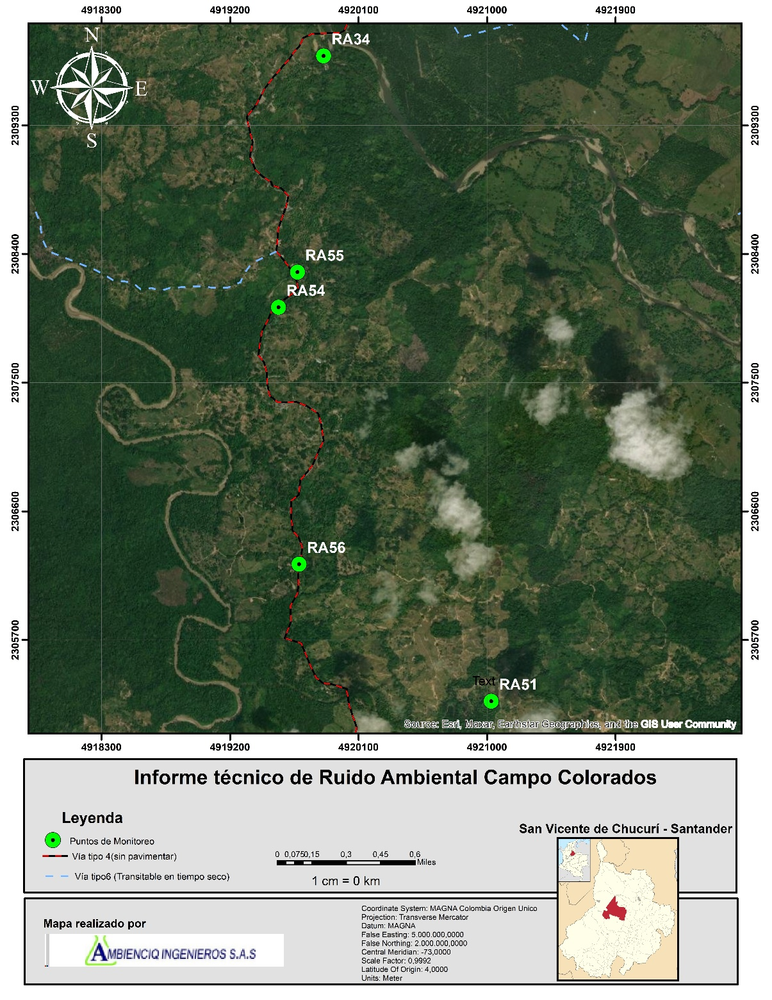 4918300 4919200 4920100 4921000 4921900
N
W E
S
RA34
2309300 2309300
2308400 2308400
RA55
RA54
2307500 2307500
2306600 2306600
RA56
2305700 2305700
Text RA51
Source: Esri, Maxar, Earthstar Geographics, and the GIS User Community
4918300 4919200 4920100 4921000 4921900
Informe técnico de Ruido Ambiental Campo Colorados
Leyenda
Puntos de Monitoreo
Vía tipo 4(sin pavimentar)
Vía tipo6 (Transitable en tiempo seco)
0 0,075 0,15 0,3 0,45 0,6
Miles
1 cm = 0 km
San Vicente de Chucurí - Santander
Mapa realizado por
AMBIENCIQ INGENIEROS S.A.S
Coordinate System: MAGNA Colombia Origen Unico
Projection: Transverse Mercator
Datum: MAGNA
False Easting: 5.000.000,0000
False Northing: 2.000.000,0000
Central Meridian: -73,0000
Scale Factor: 0,9992
Latitude Of Origin: 4,0000
Units: Meter